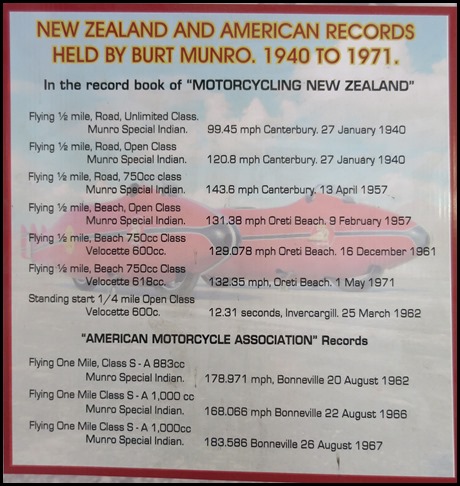 NEW ZEALAND AND AMERICAN RECORDS
HELD BY BURT MUNRO. 1940 TO 1971.
In the record book of "MOTORCYCLING NEW ZEALAND"
Flying ½ mile, Road, Unlimited Class.
Munro Special Indian. 99.45 mph Canterbury. 27 January 1940
Flying ½ mile, Road, Open Class
Munro Special Indian. 120.8 mph Canterbury. 27 January 1940
Flying ½ mile, Road, 750cc class
Munro Special Indian. 143.6 mph Canterbury. 13 April 1957
Flying ½ mile, Beach, Open Class
Munro Special Indian. 131.38 mph Oreti Beach. 9 February 1957
Flying ½ mile, Beach 750cc Class
Velocette 600cc. 129.078 mph Oreti Beach. 16 December 1961
Flying ½ mile, Beach 750cc Class
Velocette 618cc. 132.35 mph, Oreti Beach. 1 May 1971
Standing start 1/4 mile Open Class
Velocette 600c. 12.31 seconds, Invercargill. 25 March 1962
"AMERICAN MOTORCYCLE ASSOCIATION" Records
Flying One Mile, Class S - A 883cc
Munro Special Indian. 178.971 mph, Bonneville 20 August 1962
Flying One Mile Class S - A 1,000 cc
Munro Special Indian. 168.066 mph Bonneville 22 August 1966
Flying One Mile Class S - A 1,000cc
Munro Special Indian. 183.586 Bonneville 26 August 1967